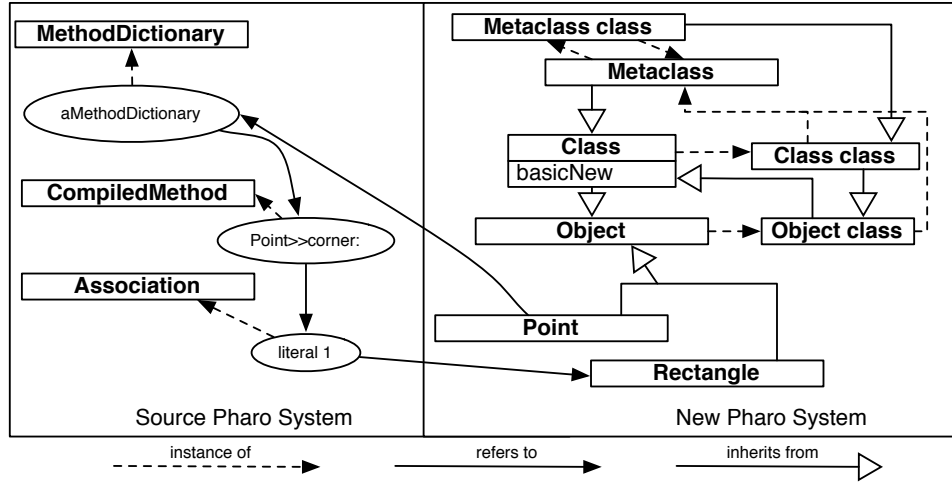 MethodDictionary
aMethodDictionary
CompiledMethod
Point>>corner:
Association
literal 1
Source Pharo System
Metaclass class
Metaclass
Class
basicNew
Class class
Object
Object class
Point
Rectangle
New Pharo System
instance of
refers to
inherits from